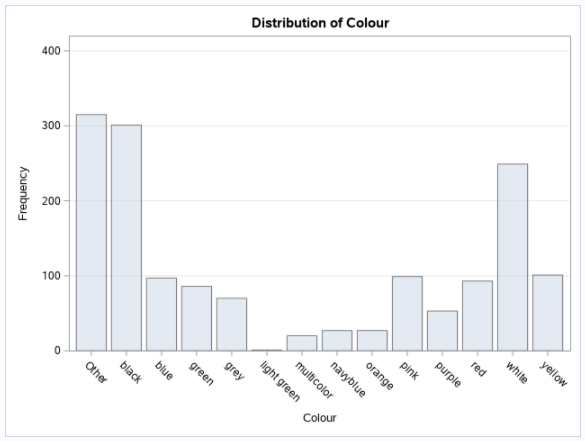 Distribution of Colour
400
300
200
100
0
Frequency
Other
black
blue
green
grey
light green
multicolor
navyblue
orange
pink
purple
red
white
yellow
Colour